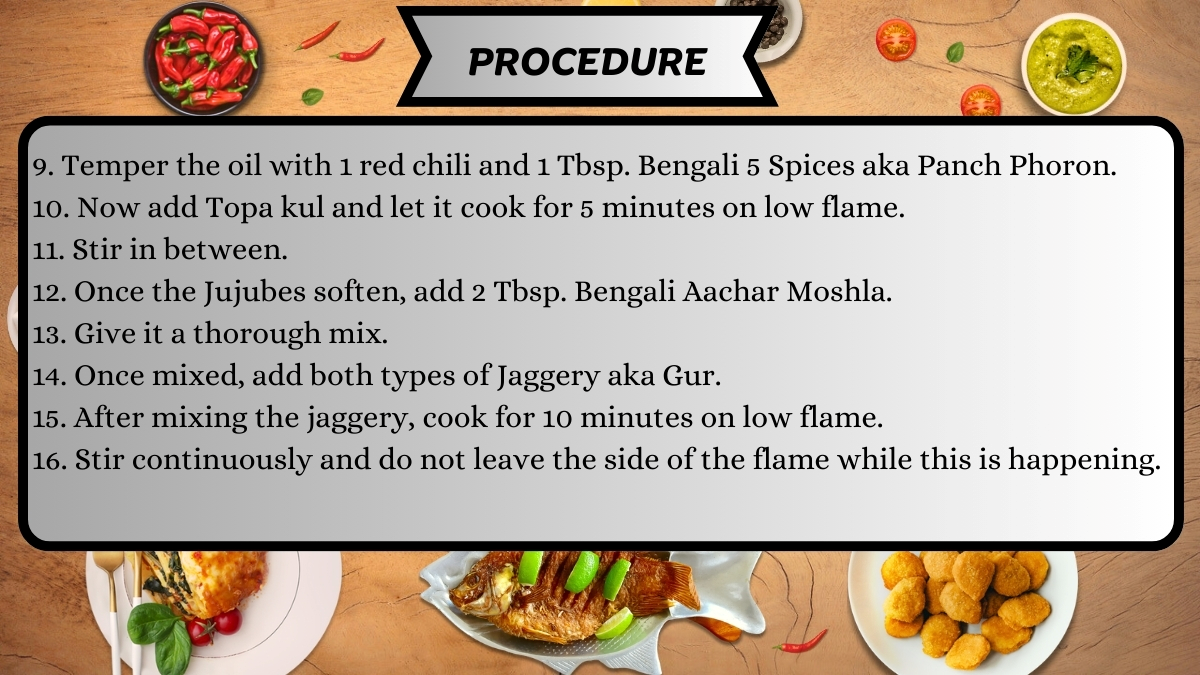 PROCEDURE
9. Temper the oil with 1 red chili and 1 Tbsp. Bengali 5 Spices aka Panch Phoron.
10. Now add Topa kul and let it cook for 5 minutes on low flame.
11. Stir in between.
12. Once the Jujubes soften, add 2 Tbsp. Bengali Aachar Moshla.
13. Give it a thorough mix.
14. Once mixed, add both types of Jaggery aka Gur.
15. After mixing the jaggery, cook for 10 minutes on low flame.
16. Stir continuously and do not leave the side of the flame while this is happening.